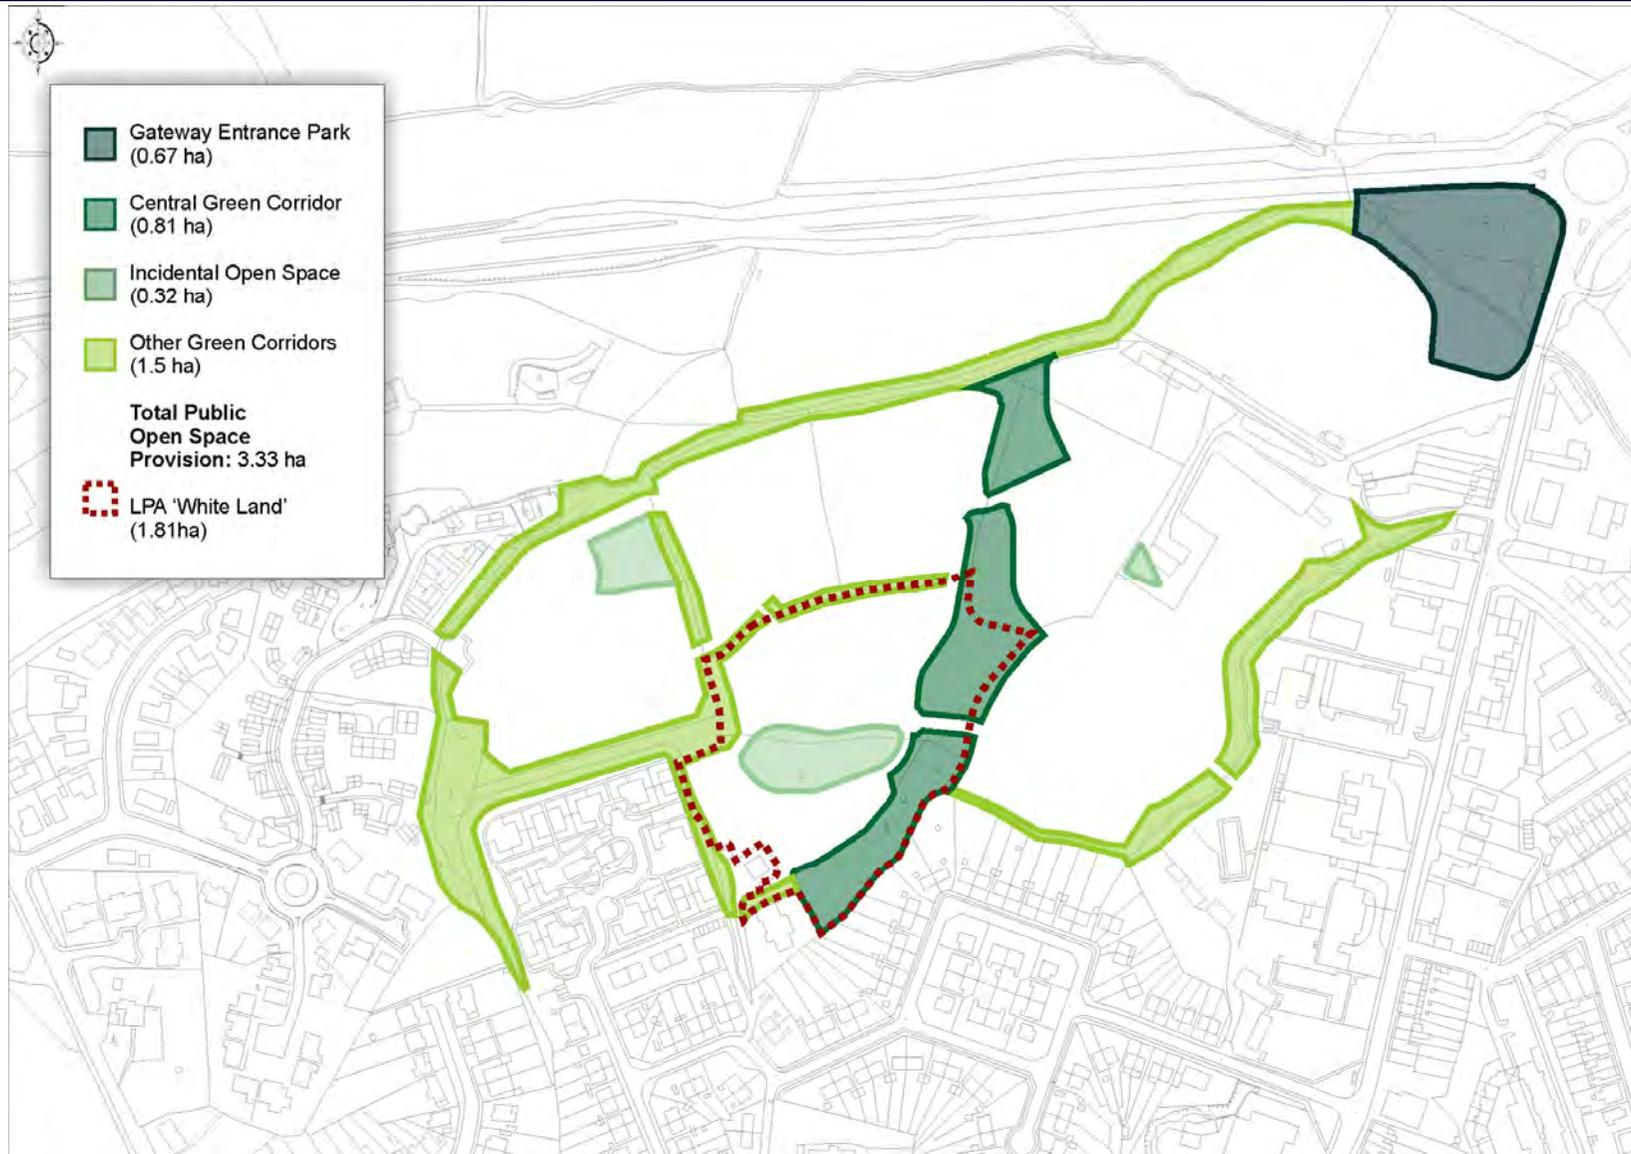 Gateway Entrance Park
(0.67 ha)
Central Green Corridor
(0.81 ha)
Incidental Open Space
(0.32 ha)
Other Green Corridors
(1.5 ha)
Total Public
Open Space
Provision: 3.33 ha
LPA ‘White Land’
(1.81ha)